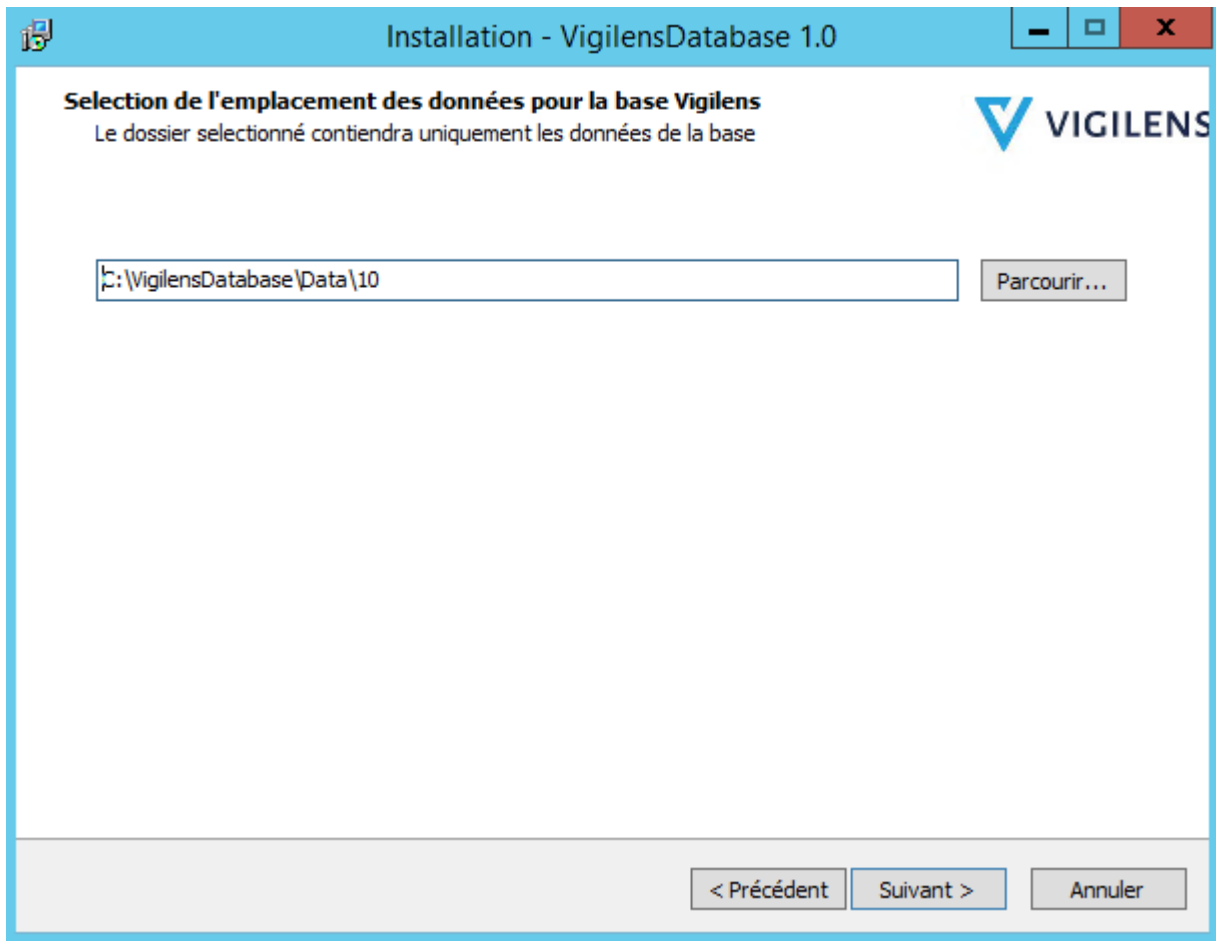 Installation - VigilensDatabase 1.0
Selection de l'emplacement des données pour la base Vigilens
Le dossier selectionné contiendra uniquement les données de la base
VIGILENS
C:\VigilensDatabase\Data\10
Parcourir...
< Précédent
Suivant >
Annuler